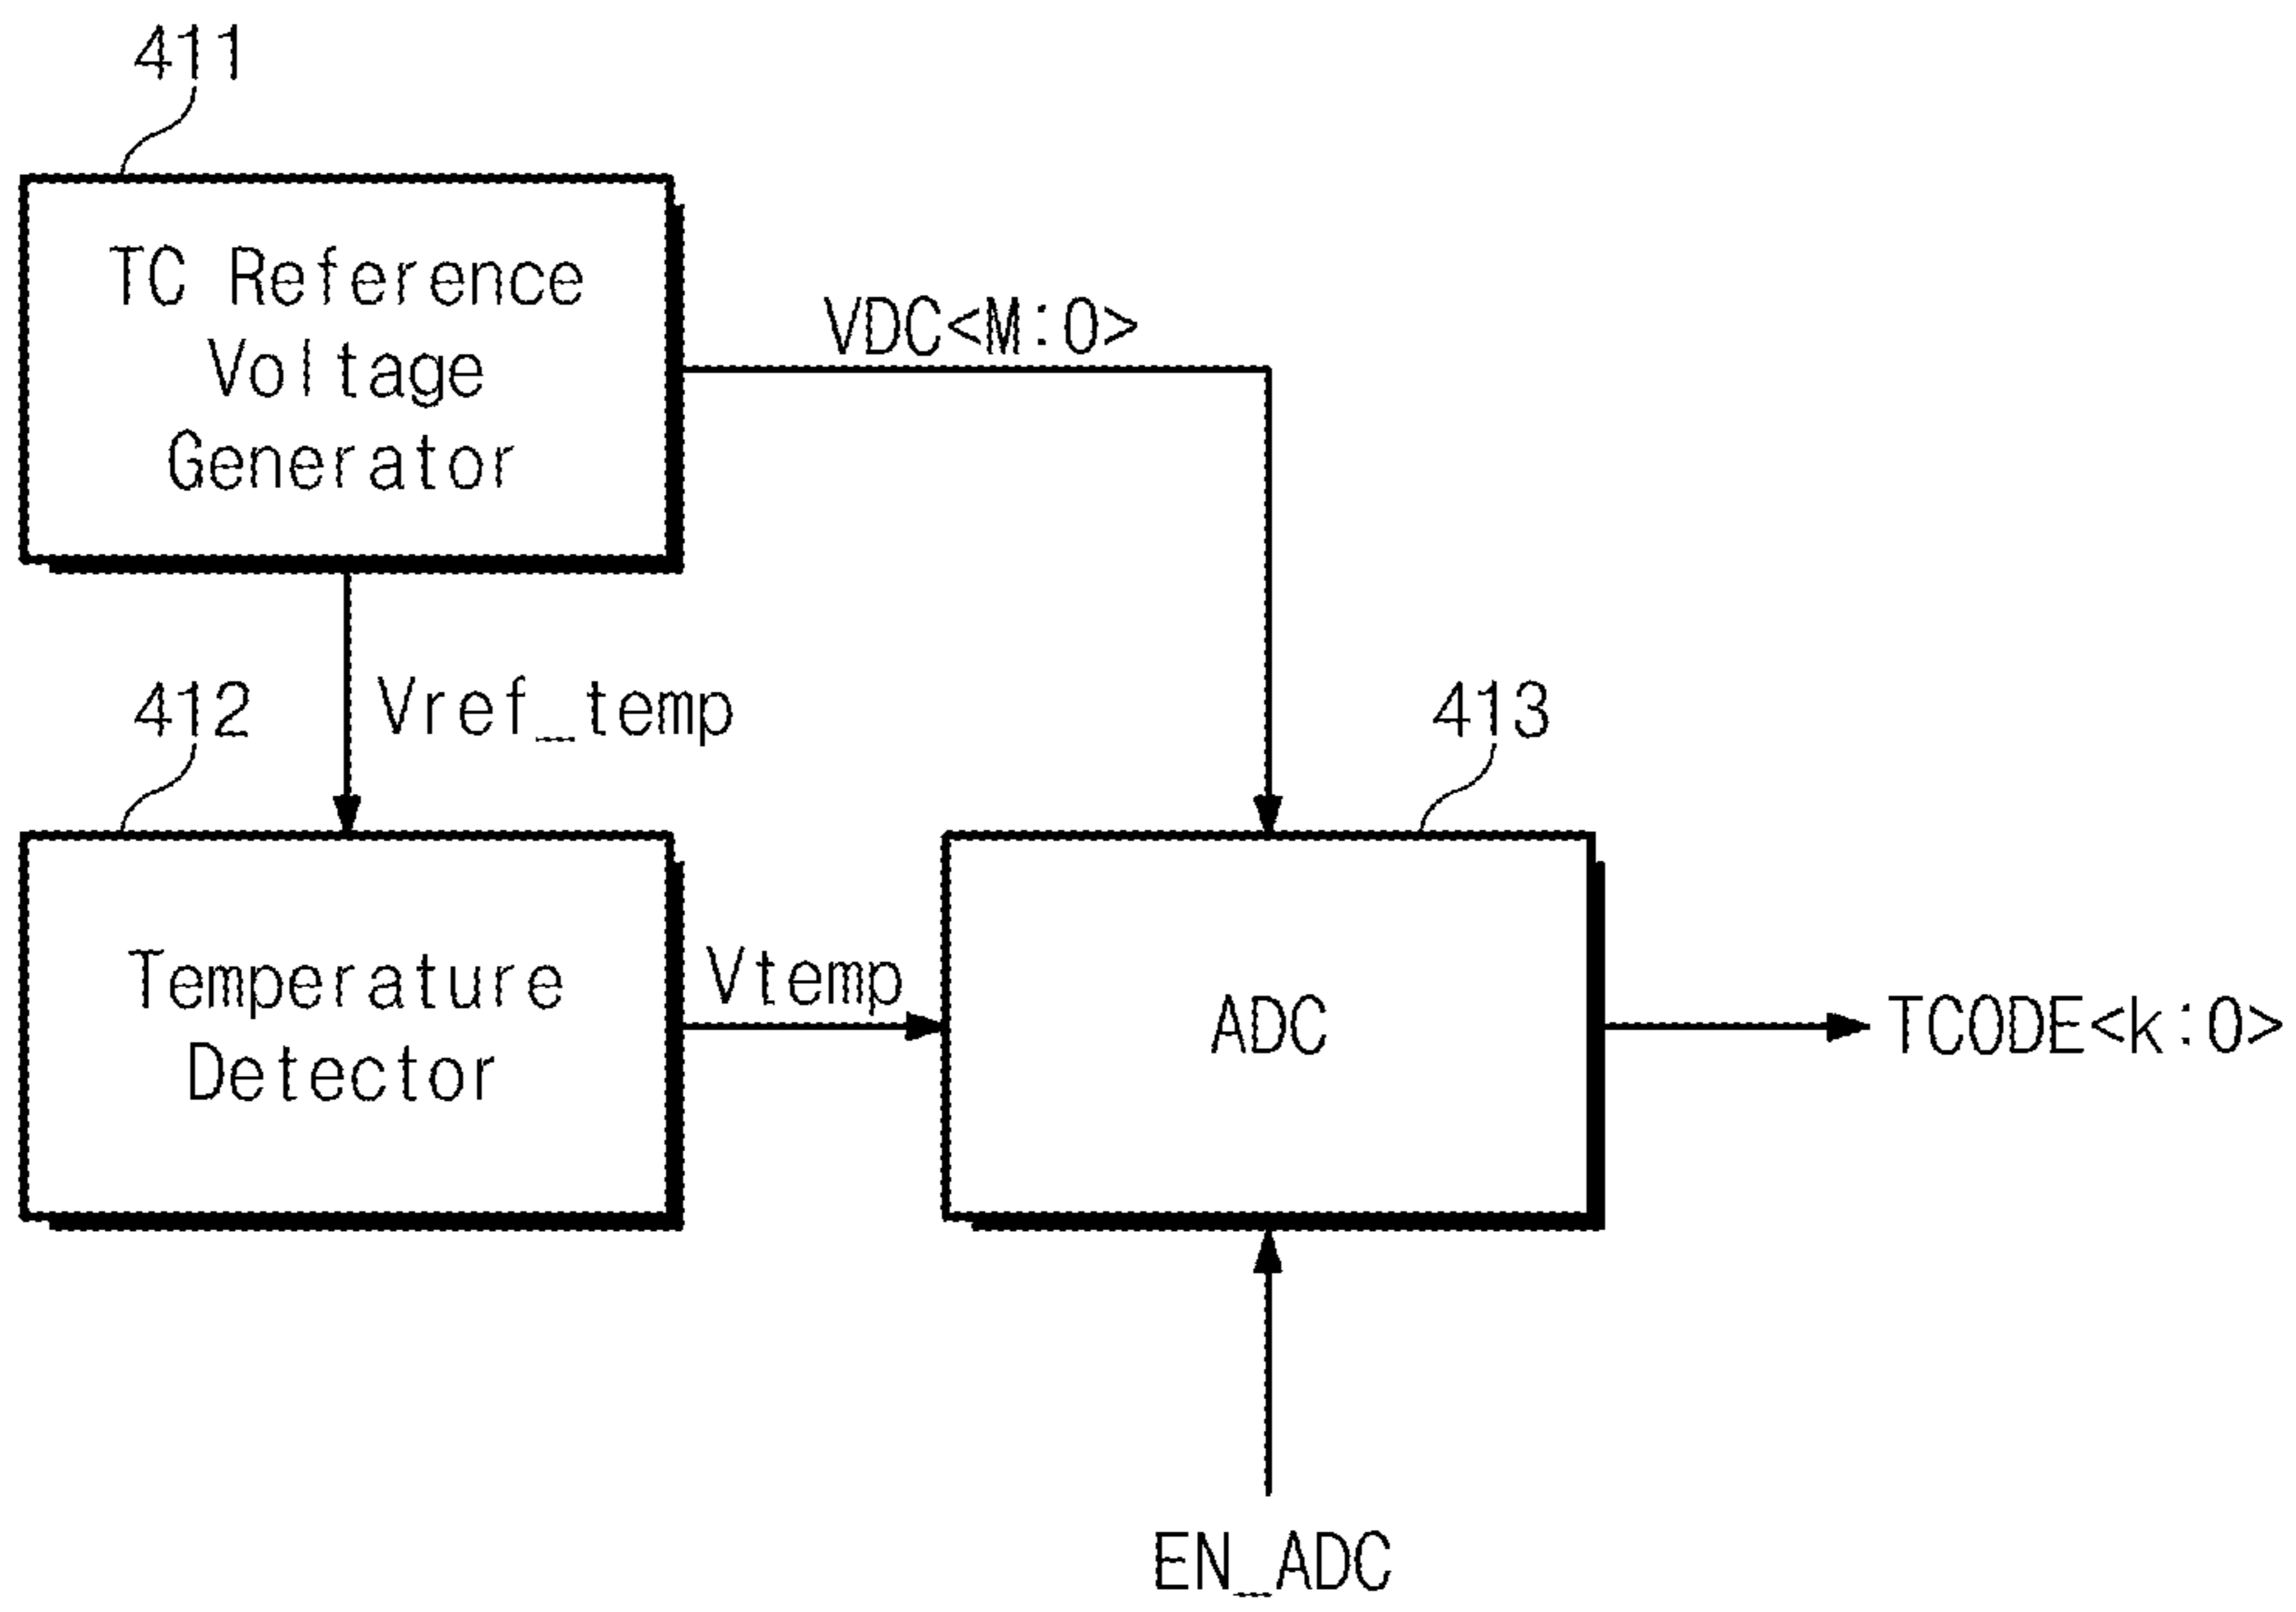 411
TC Reference
Voltage
Generator
VDC<M:0>
Vref_temp
412
413
Temperature
Detector
Vtemp
ADC
TCODE<k:0>
EN_ADC